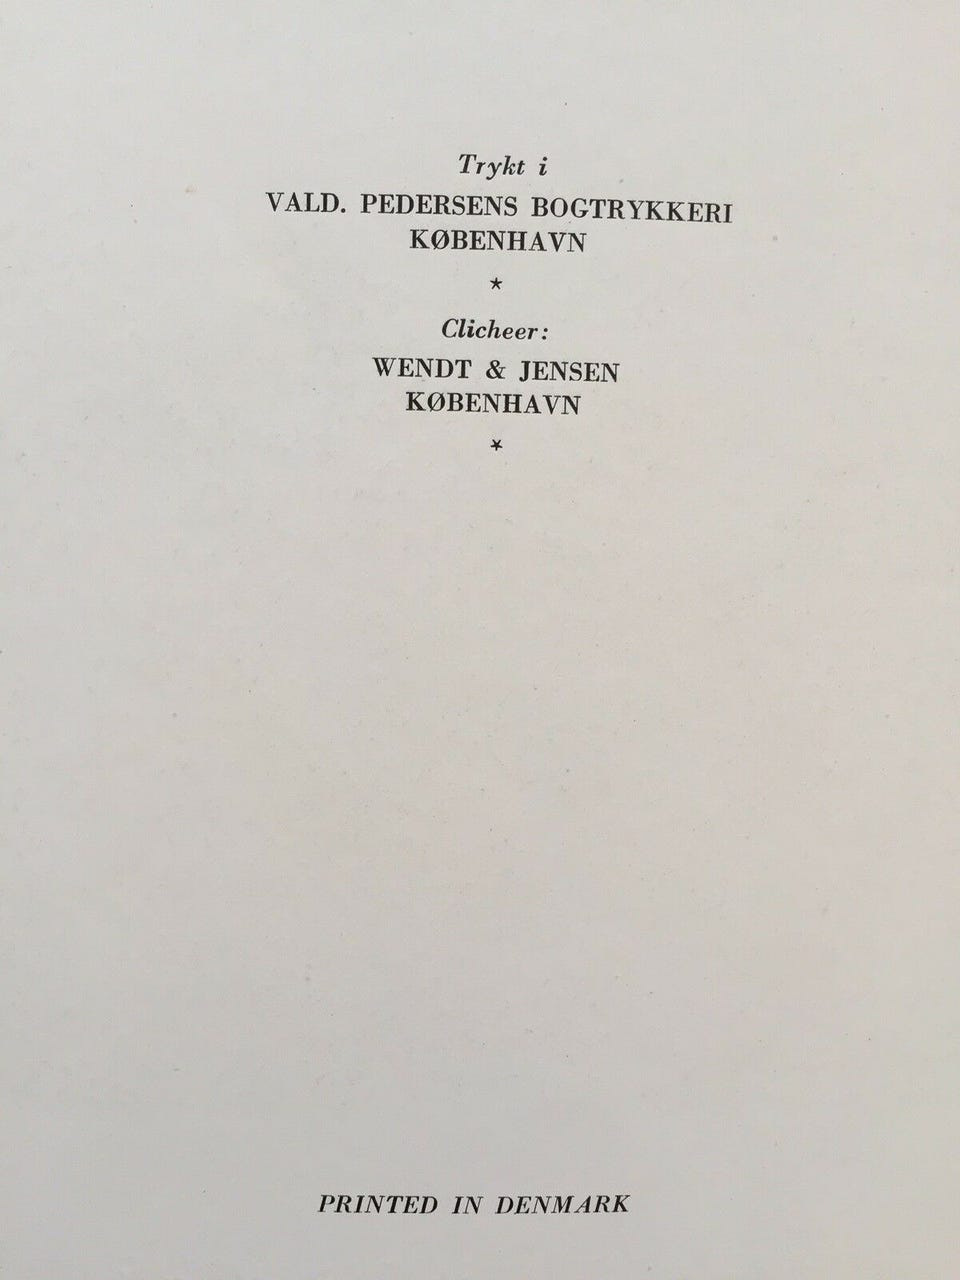 Trykt i
VALD. PEDERSENS BOGTRYKKERI
KØBENHAVN
*
Clicheer:
WENDT & JENSEN
KØBENHAVN
*
PRINTED IN DENMARK